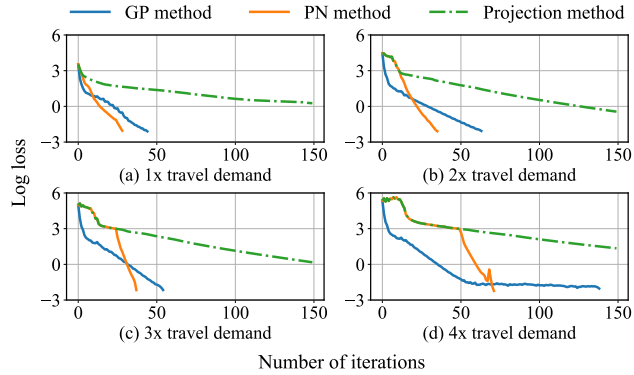 GP method PN method Projection method
Log loss
6
3
0
−3
0 50 100 150
(a) 1x travel demand
6
3
0
−3
0 50 100 150
(b) 2x travel demand
6
3
0
−3
0 50 100 150
(c) 3x travel demand
6
3
0
−3
0 50 100 150
(d) 4x travel demand
Number of iterations